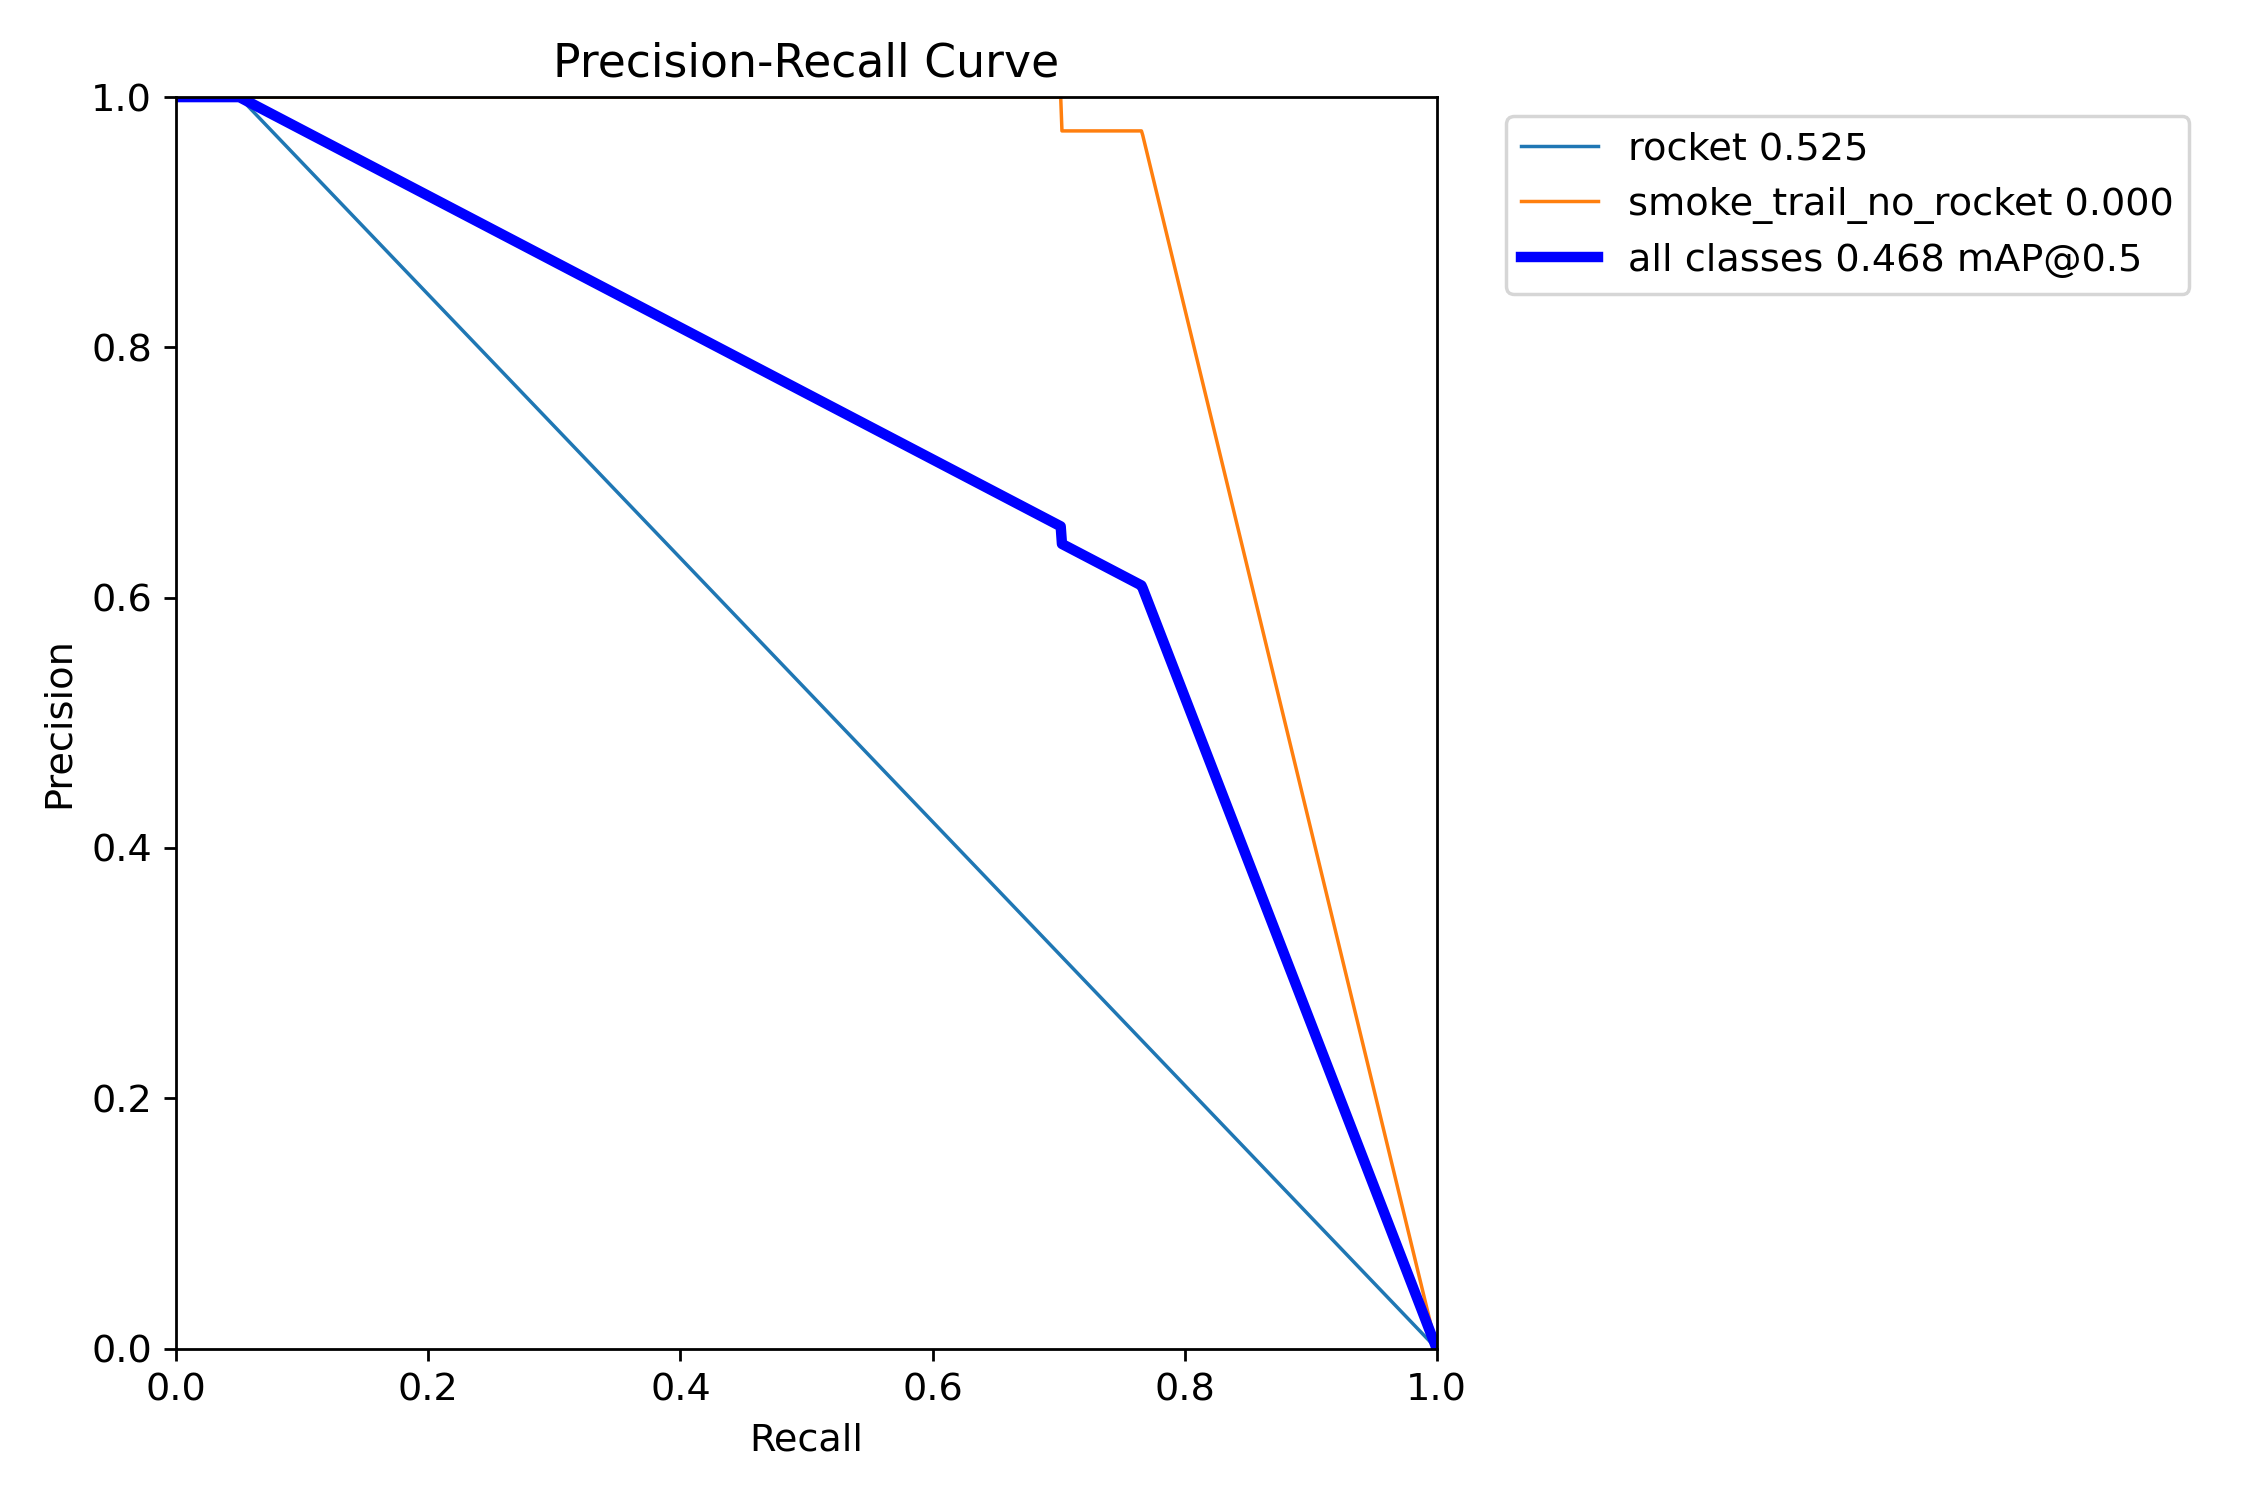 Precision-Recall Curve
1.0
0.8
0.6
0.4
0.2
0.0
Precision
0.0 0.2 0.4 0.6 0.8 1.0
Recall
rocket 0.525
smoke_trail_no_rocket 0.000
all classes 0.468 mAP@0.5